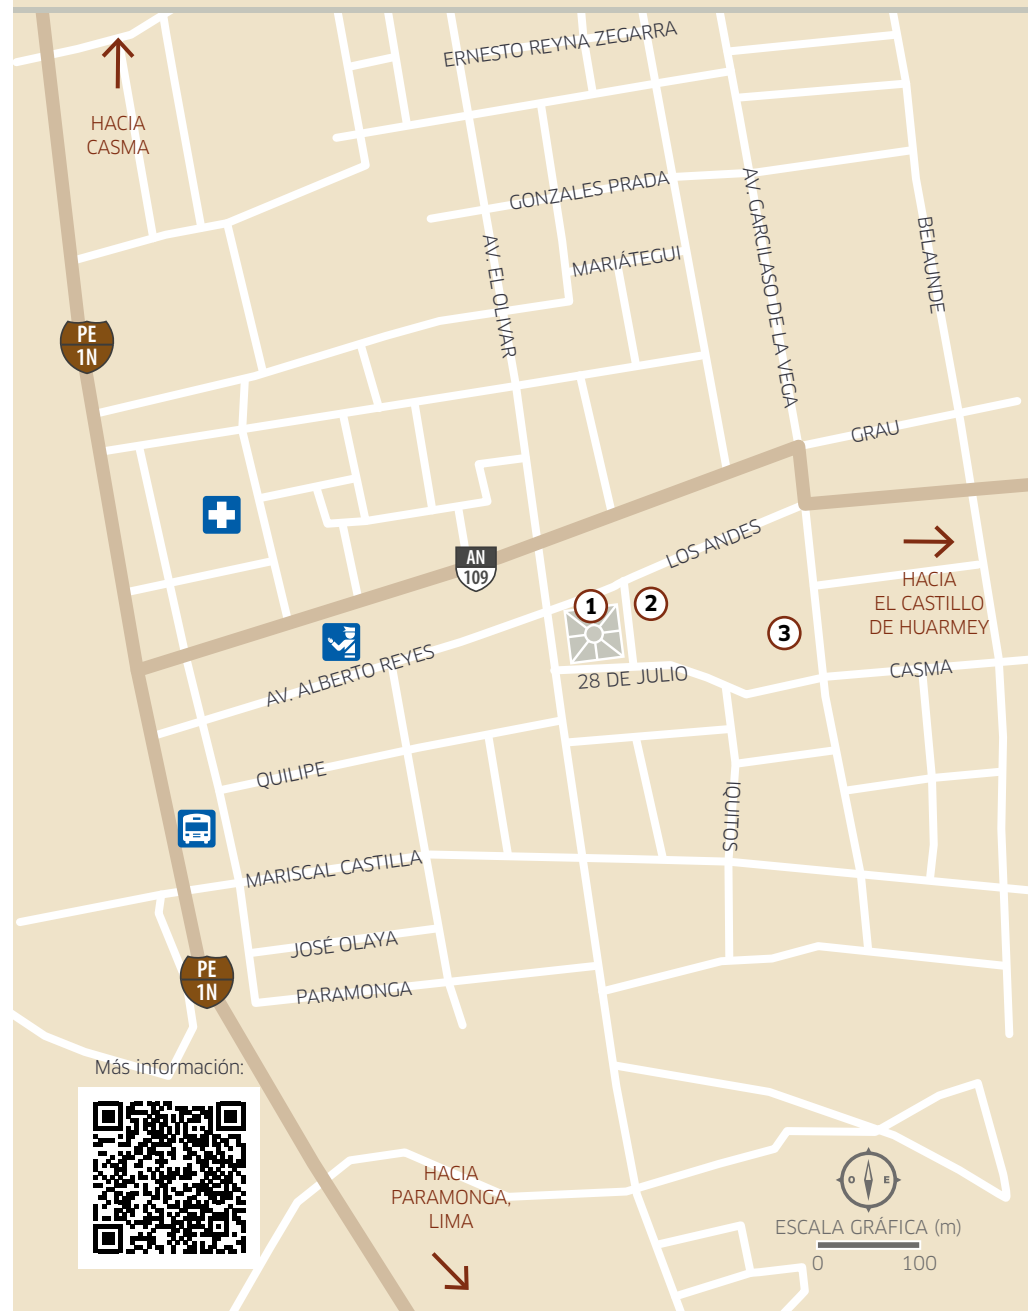 ERNESTO REYNA ZEGARRA
HACIA
CASMA
GONZALES PRADA
AV. GARCILASO DE LA VEGA
BELAUNDE
AV. EL OLIVAR
MARIÁTEGUI
PE
1N
GRAU
LOS ANDES
AN
109
HACIA
EL CASTILLO
DE HUARMEY
1
2
3
AV. ALBERTO REYES
28 DE JULIO
CASMA
QUILIPE
IQUITOS
MARISCAL CASTILLA
JOSÉ OLAYA
PARAMONGA
PE
1N
Más información:
HACIA
PARAMONGA,
LIMA
O E
ESCALA GRÁFICA (m)
0 100